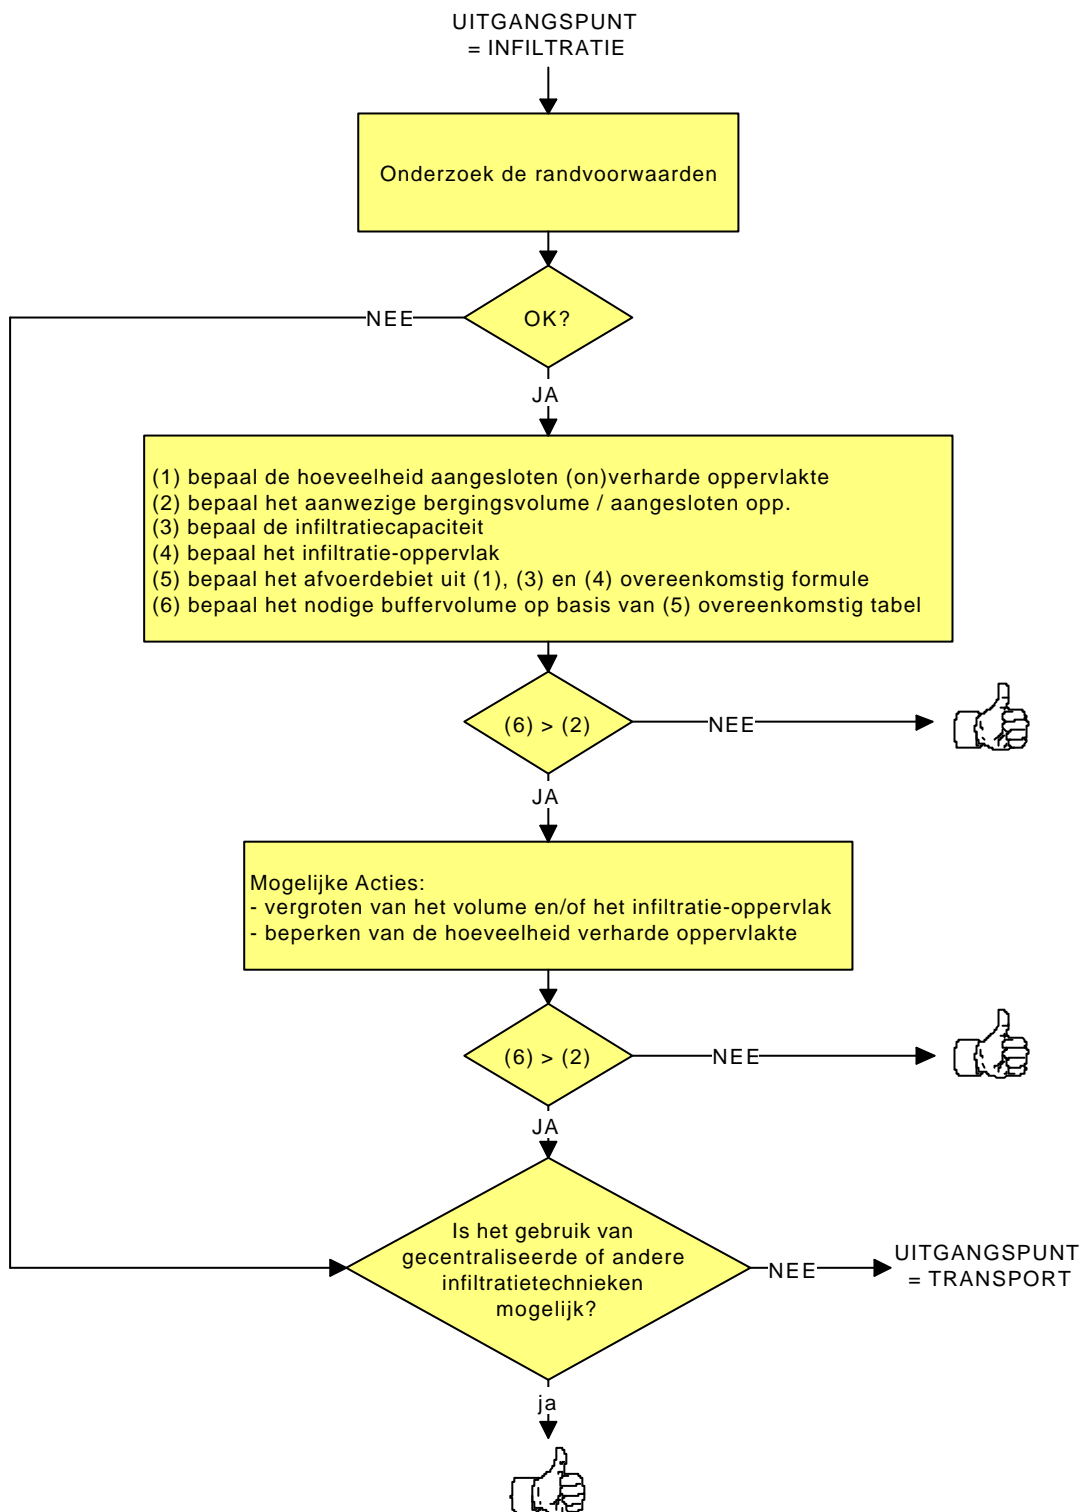 UITGANGSPUNT
= INFILTRATIE
Onderzoek de randvoorwaarden
OK?
NEE
JA
(1) bepaal de hoeveelheid aangesloten (on)verharde oppervlakte
(2) bepaal het aanwezige bergingsvolume / aangesloten opp.
(3) bepaal de infiltratiecapaciteit
(4) bepaal het infiltratie-oppervlak
(5) bepaal het afvoerdebiet uit (1), (3) en (4) overeenkomstig formule
(6) bepaal het nodige buffervolume op basis van (5) overeenkomstig tabel
(6) > (2)
NEE
JA
Mogelijke Acties:
- vergroten van het volume en/of het infiltratie-oppervlak
- beperken van de hoeveelheid verharde oppervlakte
(6) > (2)
NEE
JA
Is het gebruik van
gecentraliseerde of andere
infiltratietechnieken
mogelijk?
NEE
UITGANGSPUNT
= TRANSPORT
ja